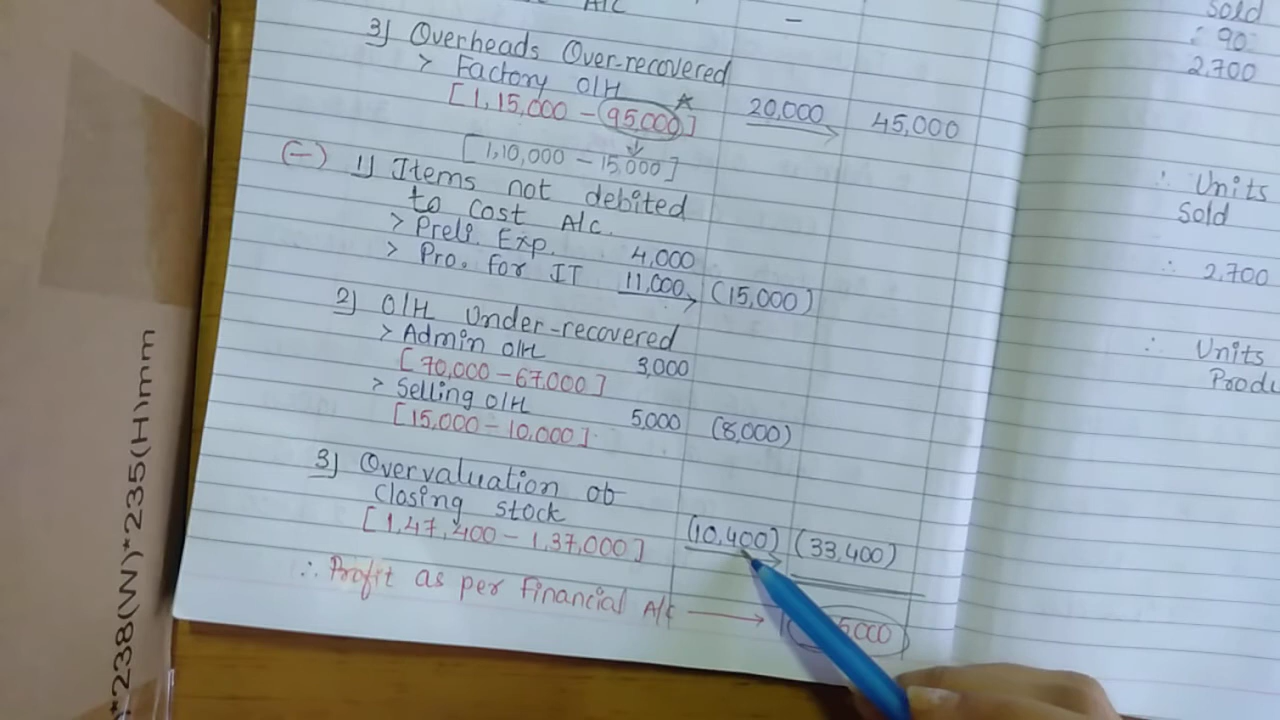 A/C
-
3) Overheads Over-recovered
> Factory O/H
[1,15,000 - 95,000] 20,000 45,000
[1,10,000 - 15,000]
(-) 1) Items not debited
to cost A/c.
> Preli. Exp. 4,000
> Pro. for IT 11,000 (15,000)
2) O/H Under-recovered
> Admin O/H 3,000
[70,000 - 67,000]
> Selling O/H 5,000 (8,000)
[15,000 - 10,000]
3) Overvaluation of
closing stock
[1,47,400 - 1,37,000] (10,400) (33,400)
∴ Profit as per financial A/c → 5000
Sold
∴ 90
2,700
∴ Units
Sold
∴ 2,700
∴ Units
*238(W)*235(H)mm